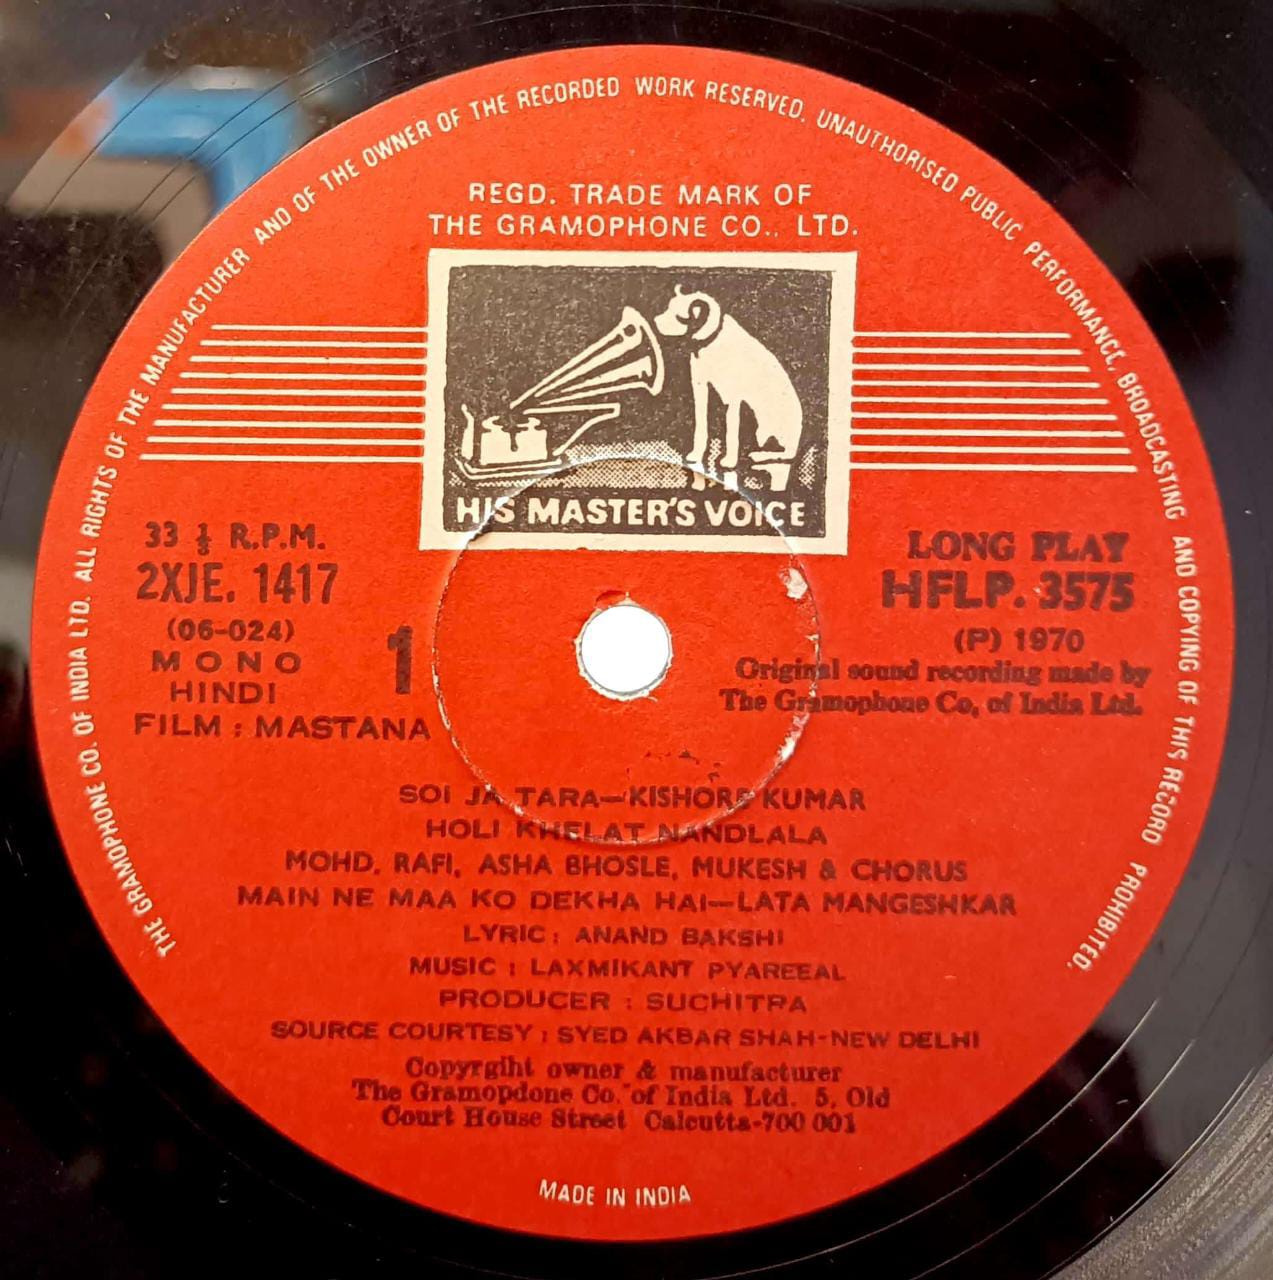 THE GRAMOPHONE CO. OF INDIA LTD. ALL RIGHTS OF THE MANUFACTURER AND OF THE OWNER OF THE RECORDED WORK RESERVED. UNAUTHORISED PUBLIC PERFORMANCE, BROADCASTING AND COPYING OF THIS RECORD PROHIBITED.
REGD. TRADE MARK OF
THE GRAMOPHONE CO., LTD.
HIS MASTER'S VOICE
33 ⅓ R.P.M.
2XJE. 1417
(06-024)
MONO
HINDI
FILM : MASTANA
1
LONG PLAY
HFLP. 3575
(P) 1970
Original sound recording made by
The Gramophone Co, of India Ltd.
SOI JA TARA—KISHORE KUMAR
HOLI KHELAT NANDLALA
MOHD. RAFI, ASHA BHOSLE, MUKESH & CHORUS
MAIN NE MAA KO DEKHA HAI—LATA MANGESHKAR
LYRIC : ANAND BAKSHI
MUSIC : LAXMIKANT PYAREEAL
PRODUCER : SUCHITPA
SOURCE COURTESY : SYED AKBAR SHAH-NEW DELHI
Copyrgiht owner & manufacturer
The Gramopdone Co. of India Ltd. 5, Old
Court House Street Calcutta-700 001
MADE IN INDIA